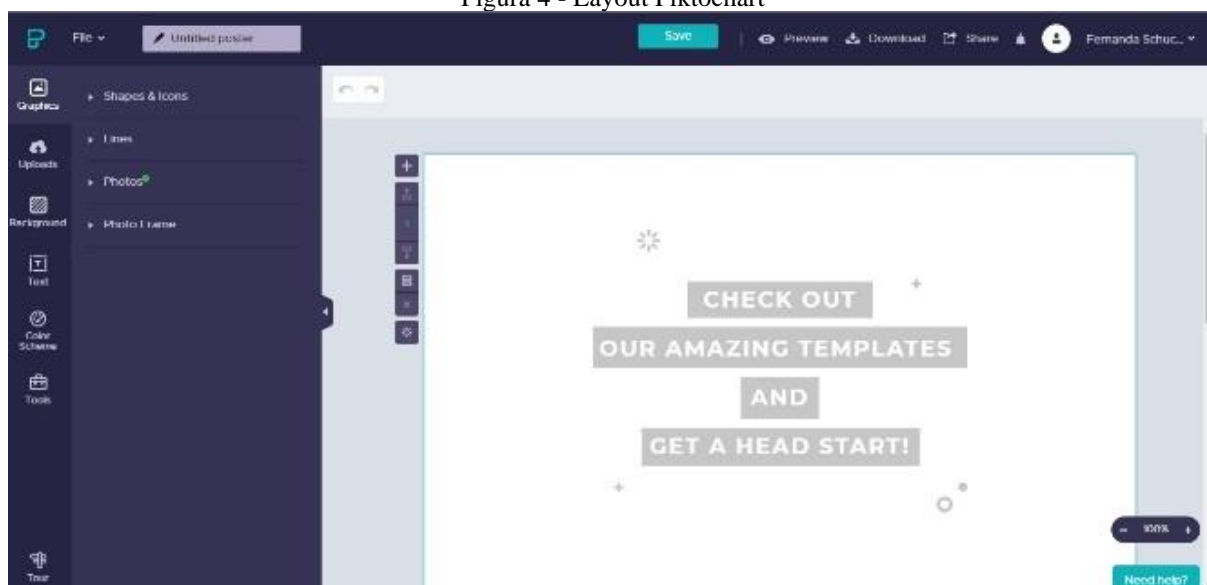 Figura 4 - Layout Piktochart
File
Untitled poster
Save
Preview
Download
Share
Fernanda Schuc...
Graphics
Shapes & Icons
Lines
Uploads
Photos
Background
Photo Frame
Text
Color
Scheme
Tools
CHECK OUT
OUR AMAZING TEMPLATES
AND
GET A HEAD START!
100%
Tour
Need help?